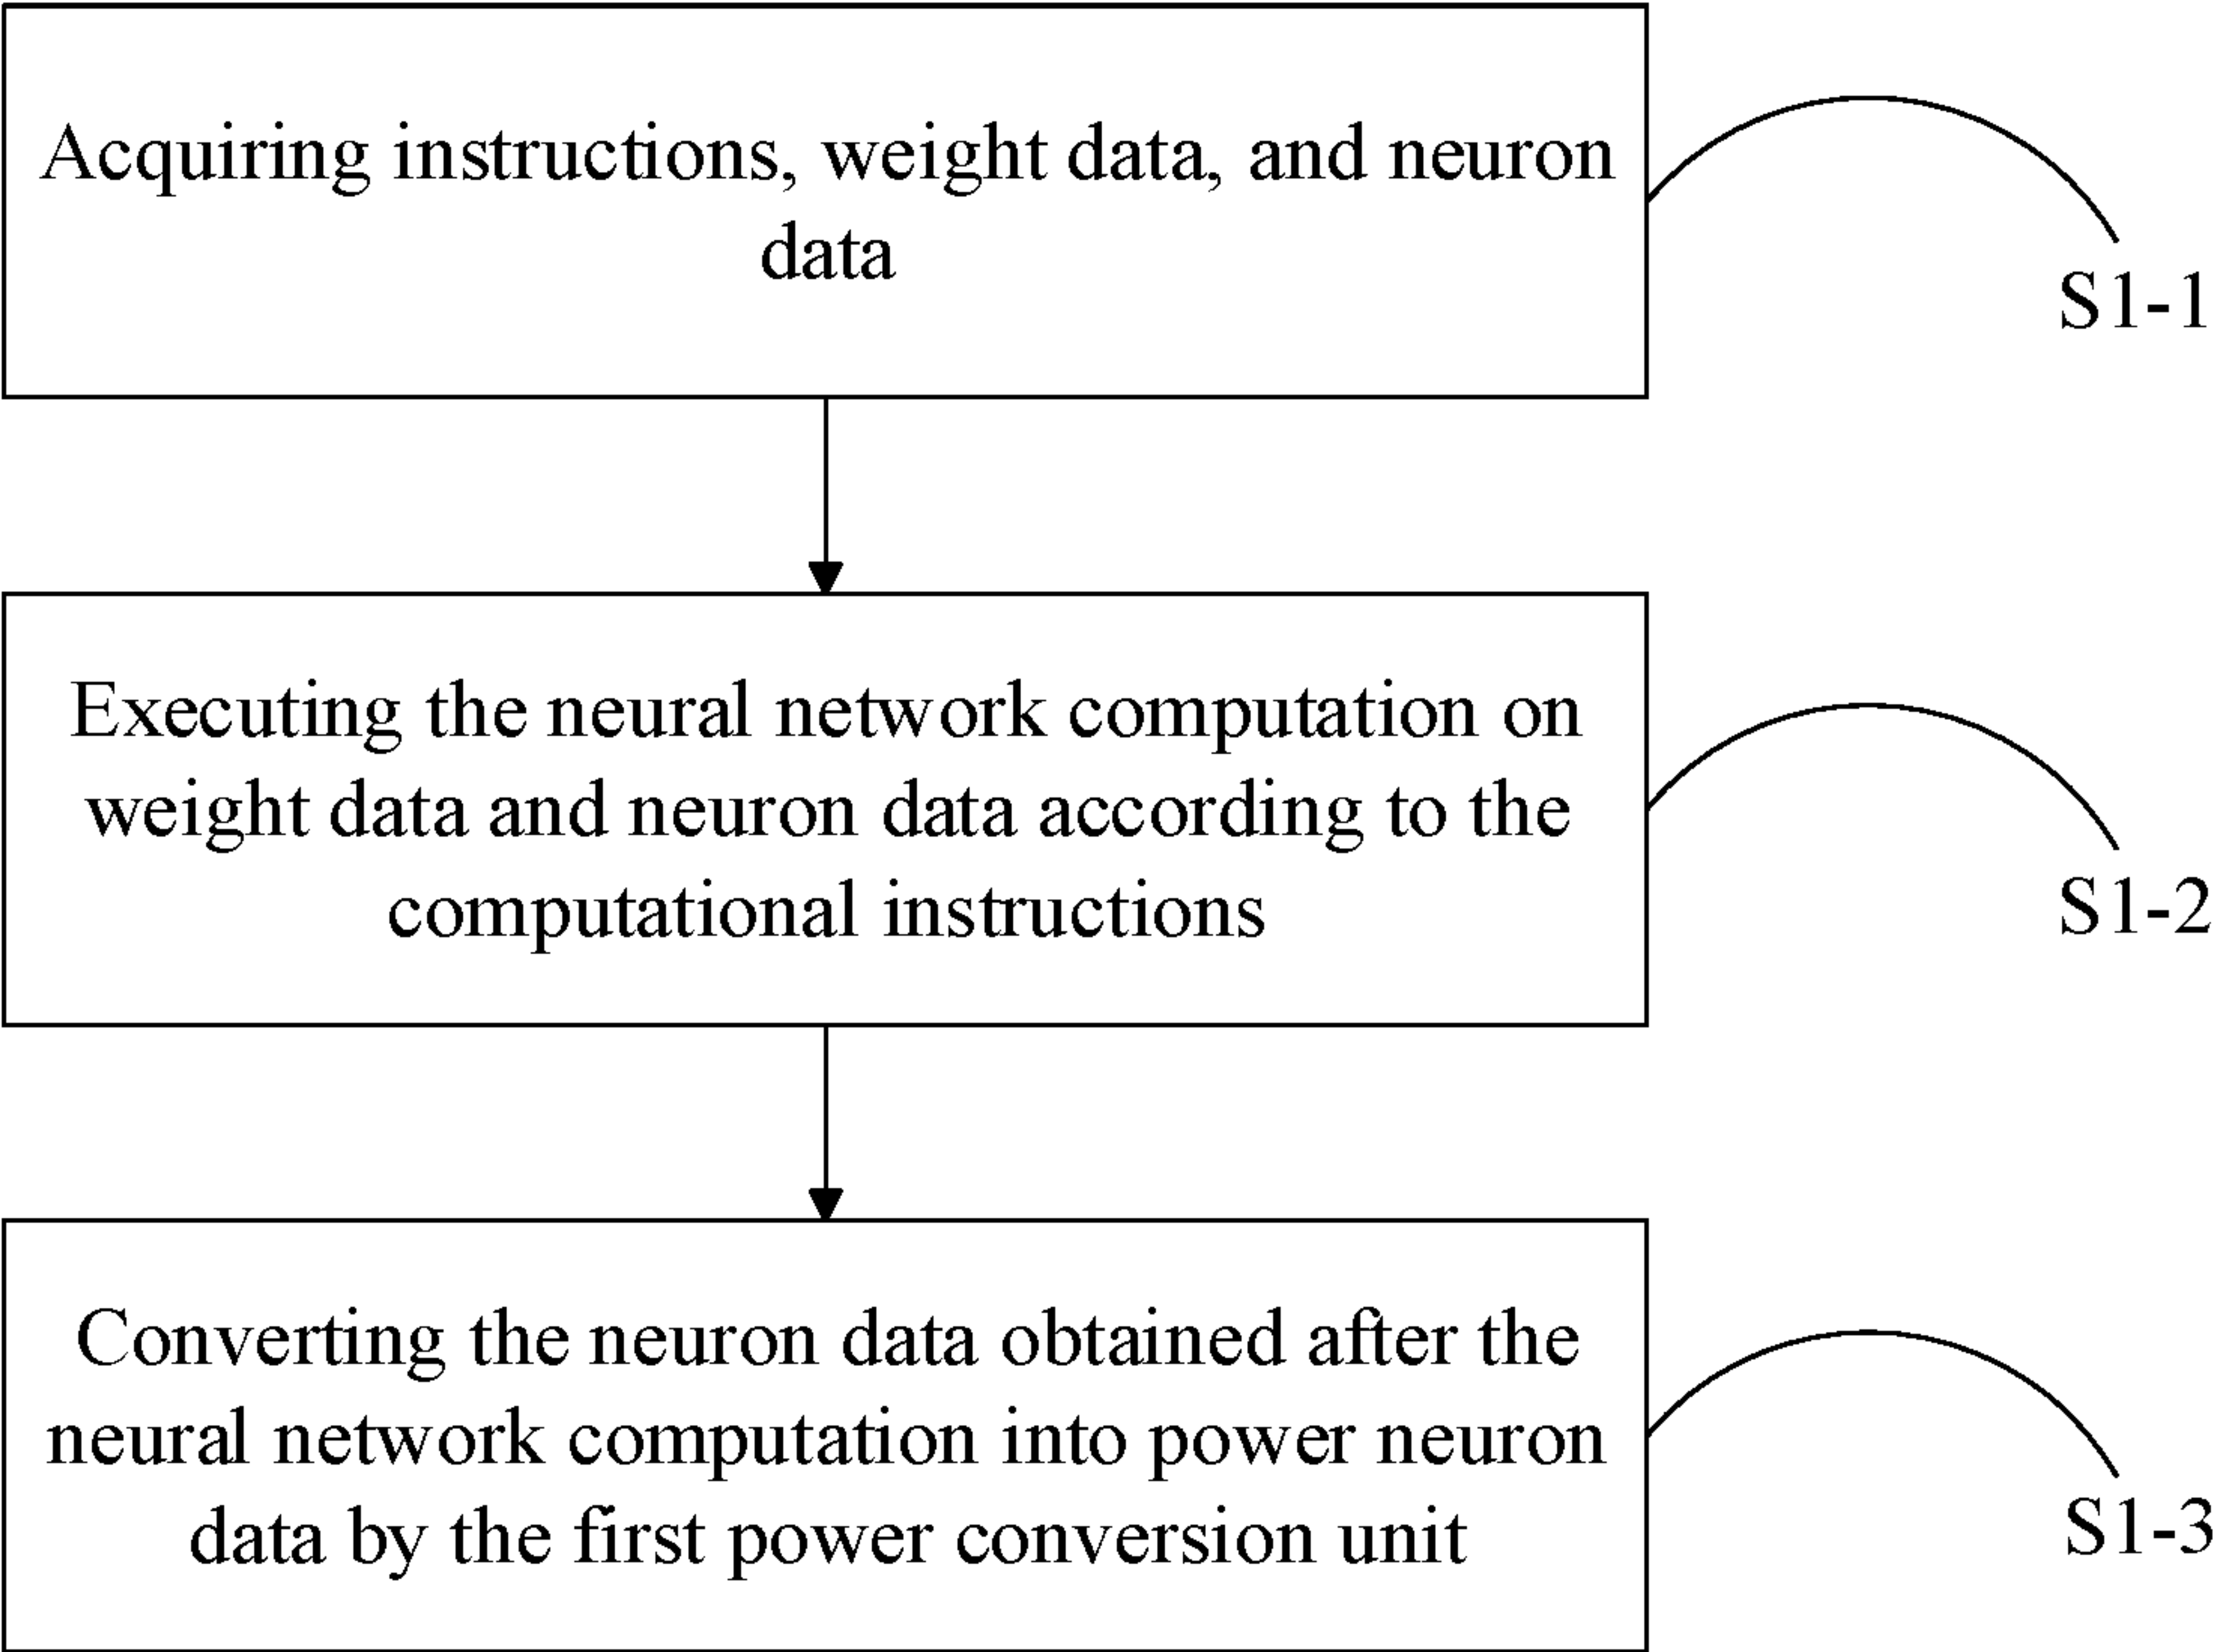 Acquiring instructions, weight data, and neuron
data
S1-1
Executing the neural network computation on
weight data and neuron data according to the
computational instructions
S1-2
Converting the neuron data obtained after the
neural network computation into power neuron
data by the first power conversion unit
S1-3